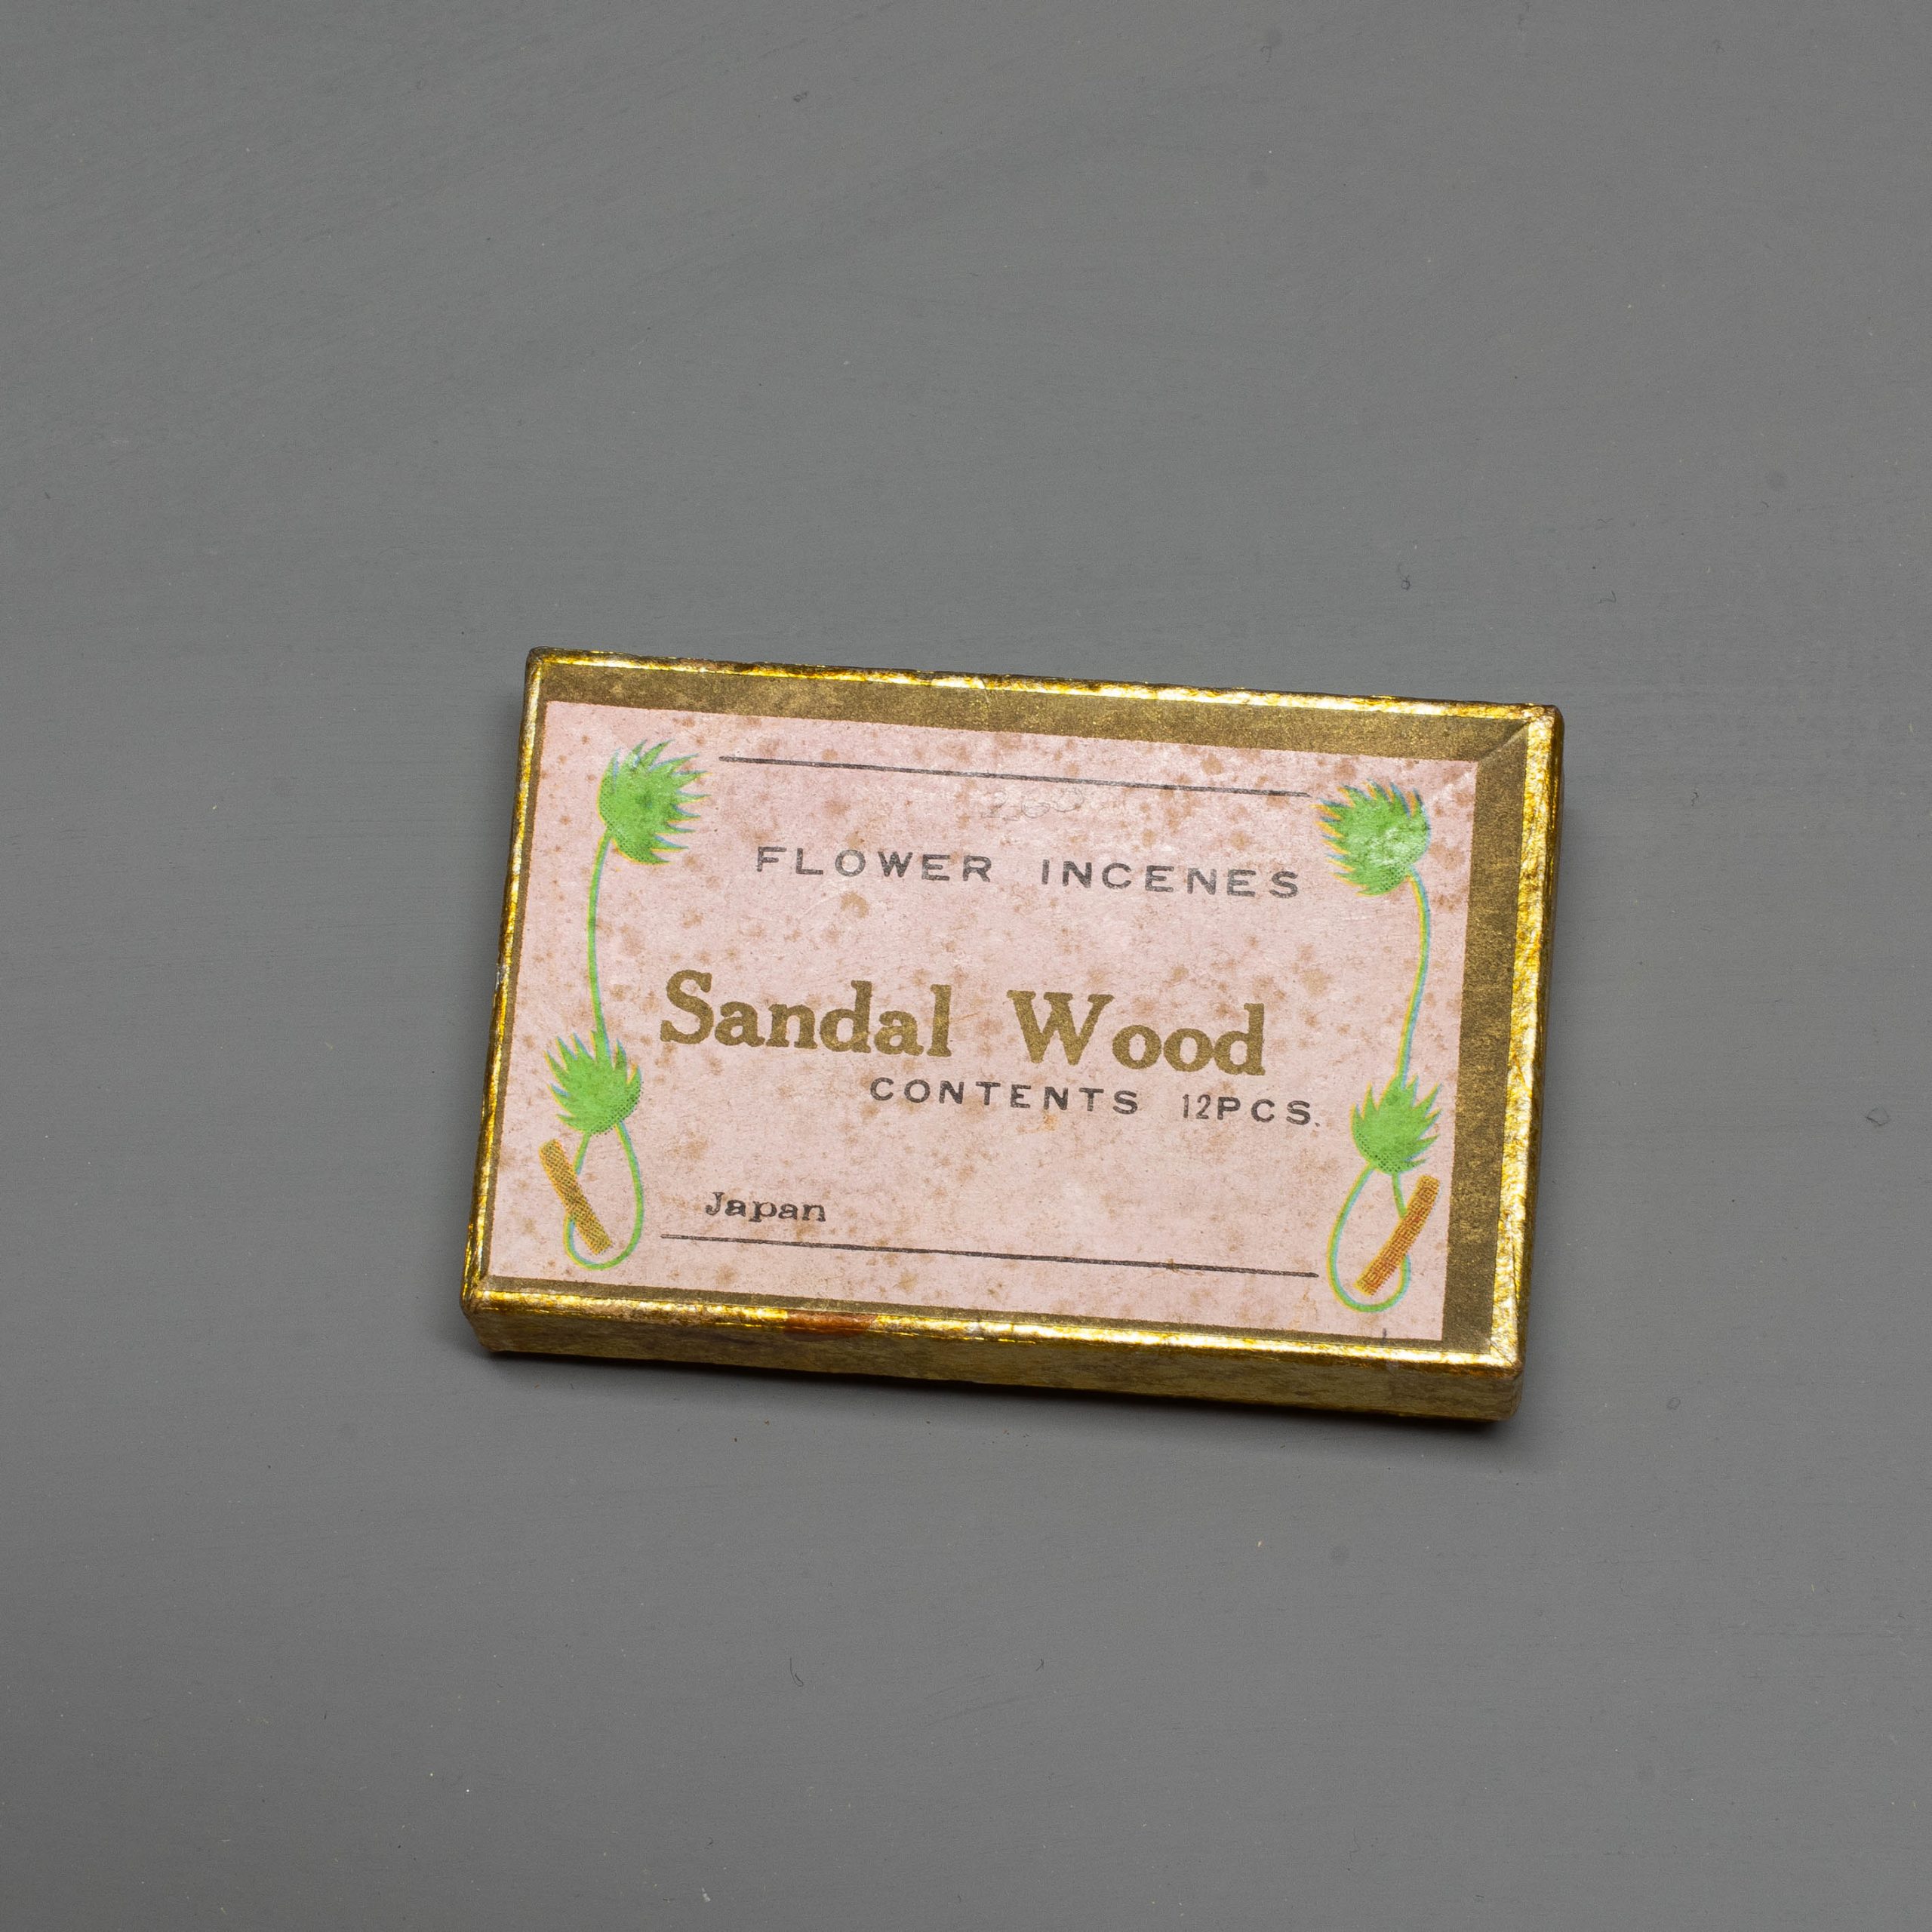 FLOWER INCENES
Sandal Wood
CONTENTS 12PCS.
Japan